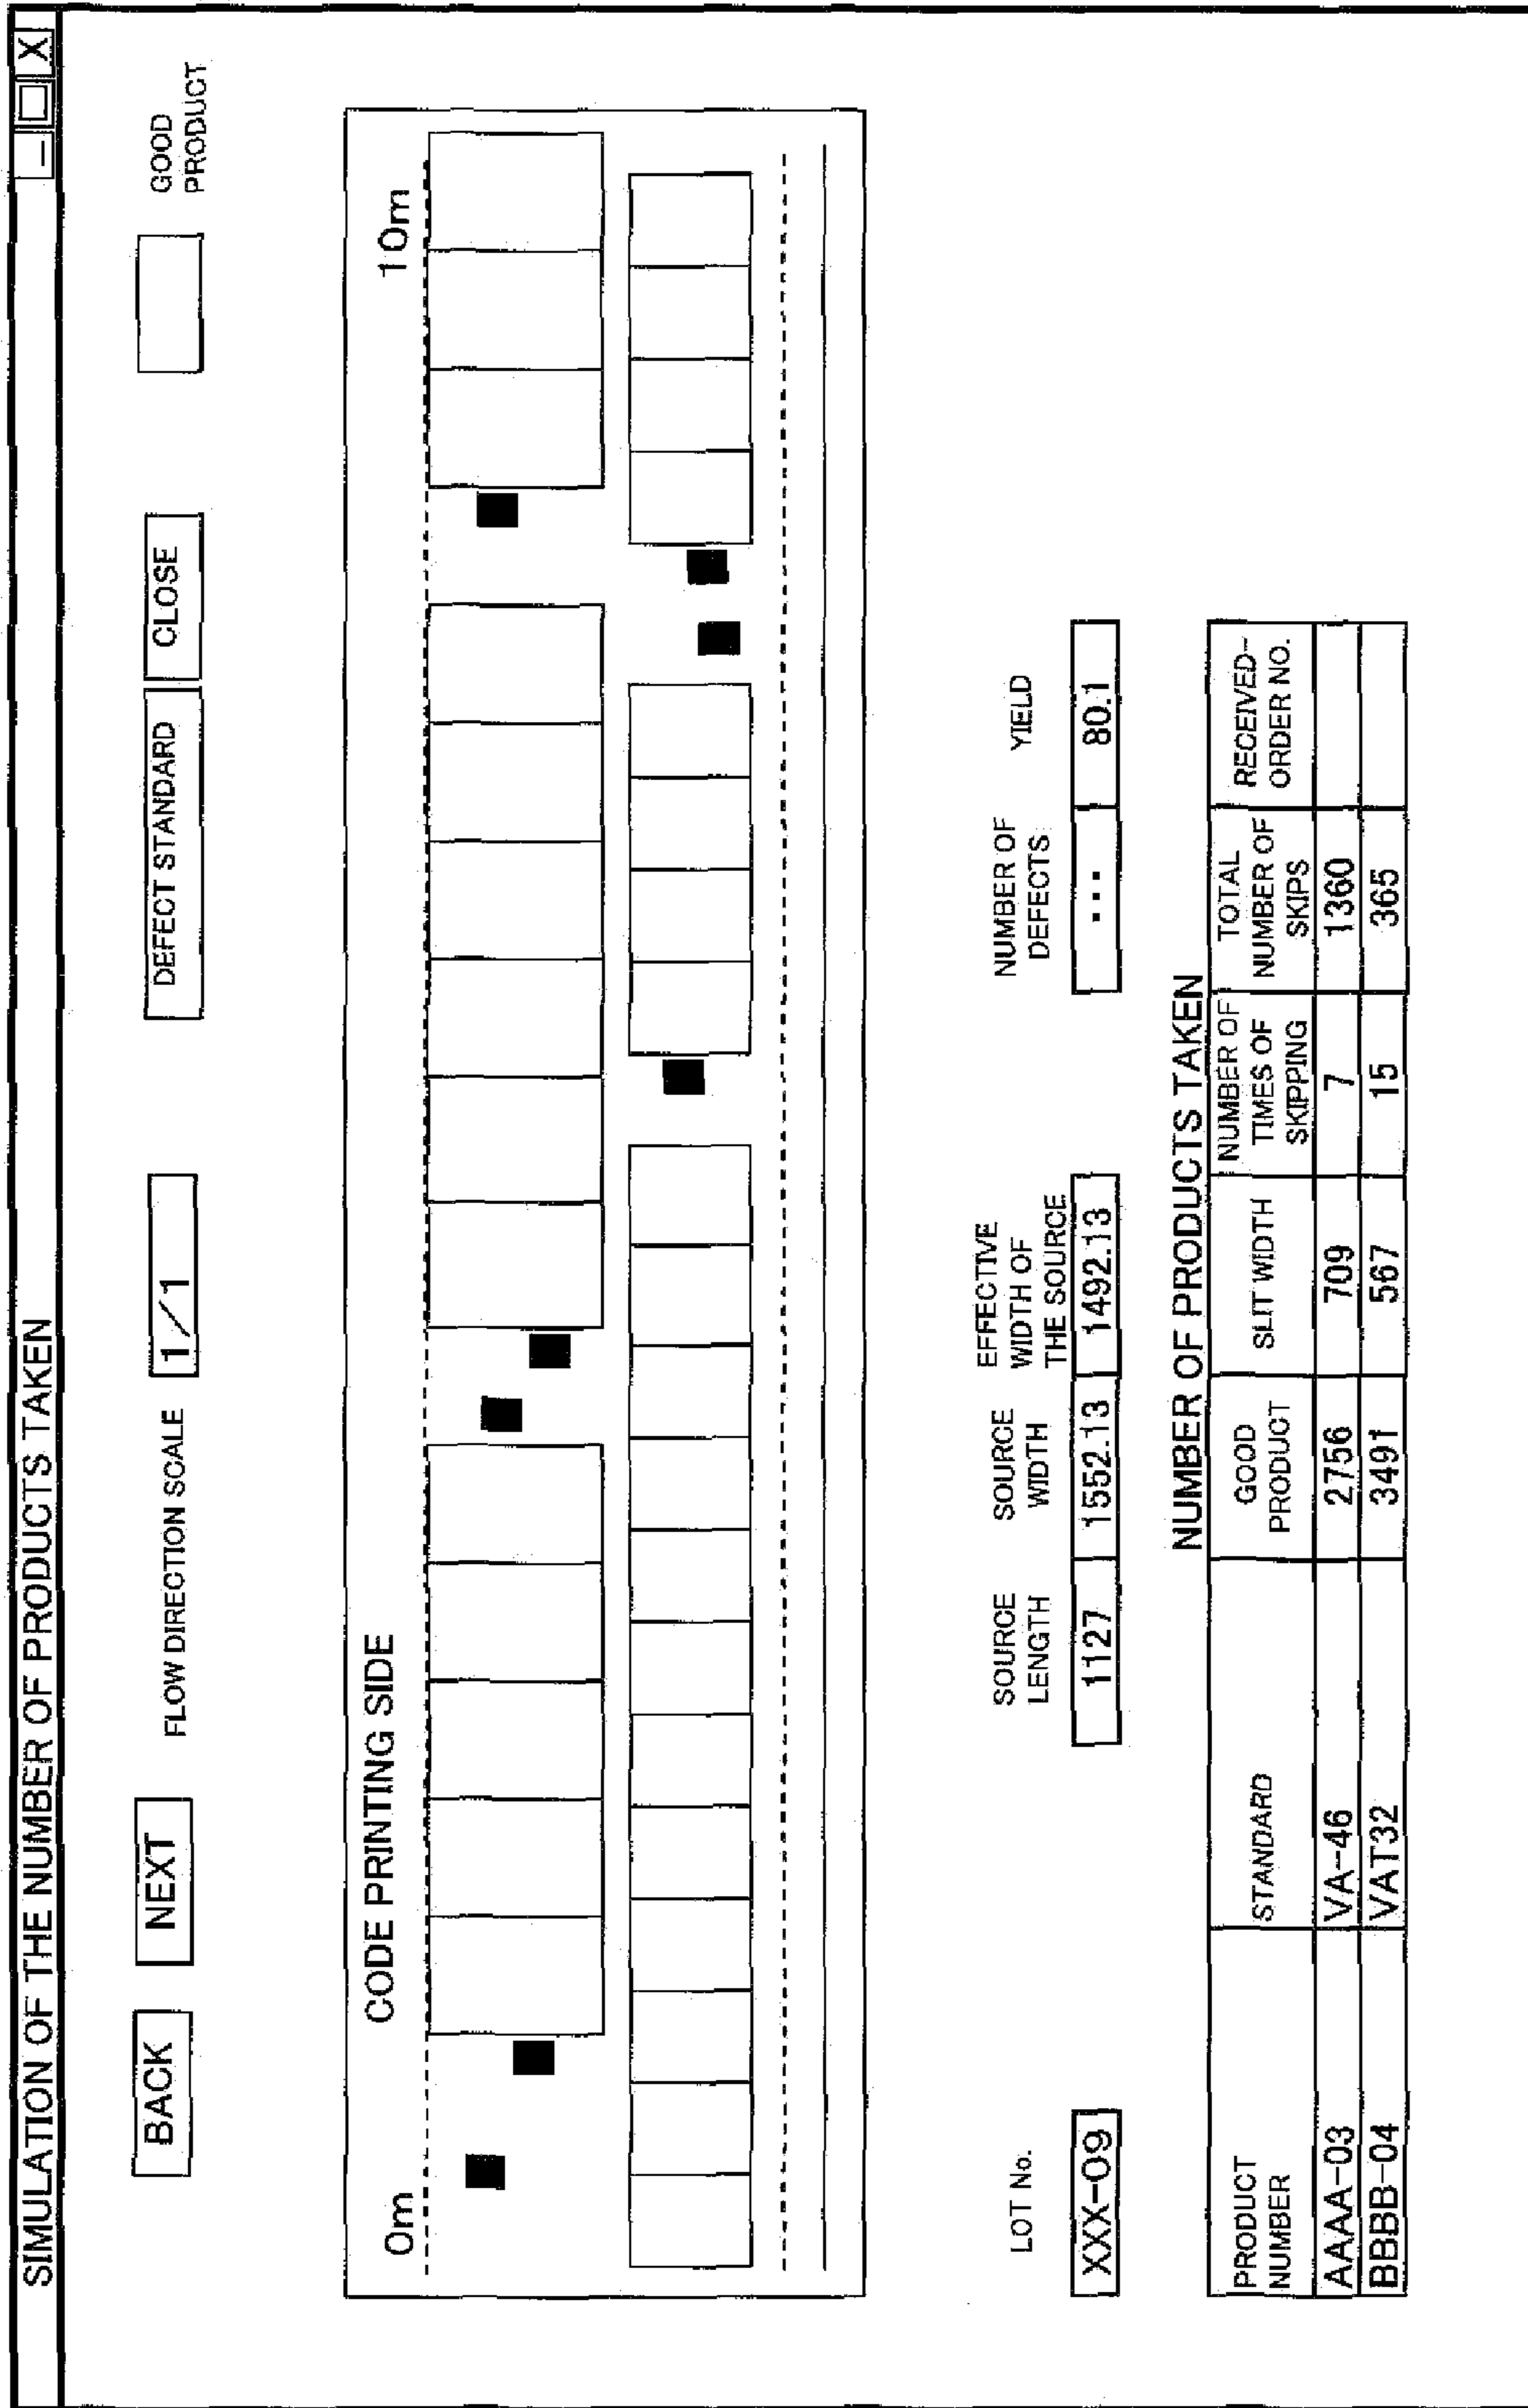 SIMULATION OF THE NUMBER OF PRODUCTS TAKEN
X
BACK
NEXT
FLOW DIRECTION SCALE
1/1
DEFECT STANDARD
CLOSE
GOOD
PRODUCT
CODE PRINTING SIDE
0m
10m
LOT No.
XXX-09
SOURCE
LENGTH
1127
SOURCE
WIDTH
1552.13
EFFECTIVE
WIDTH OF
THE SOURCE
1492.13
NUMBER OF
DEFECTS
...
YIELD
80.1
NUMBER OF PRODUCTS TAKEN
PRODUCT
NUMBER
STANDARD
GOOD
PRODUCT
SLIT WIDTH
NUMBER OF
TIMES OF
SKIPPING
TOTAL
NUMBER OF
SKIPS
RECEIVED-
ORDER NO.
AAAA-03 VA-46 2756 709 7 1360
BBBB-04 VAT32 3491 567 15 365